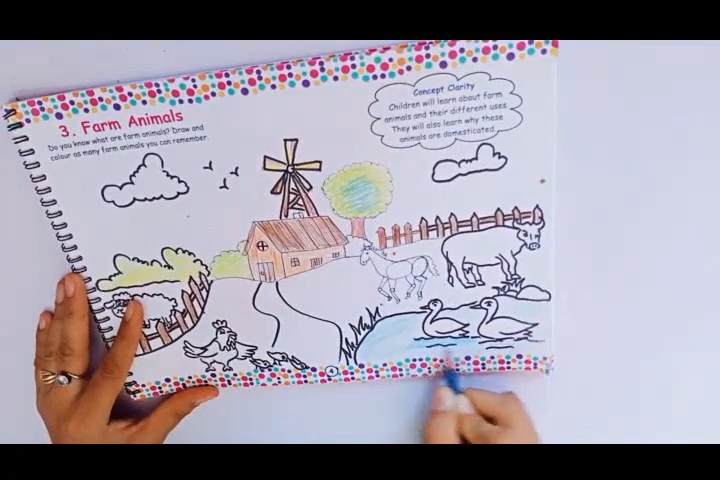 3. Farm Animals
Do you know what are farm animals? Draw and
colour as many farm animals you can remember.
Concept Clarity
Children will learn about farm
animals and their different uses.
They will also learn why these
animals are domesticated.
4